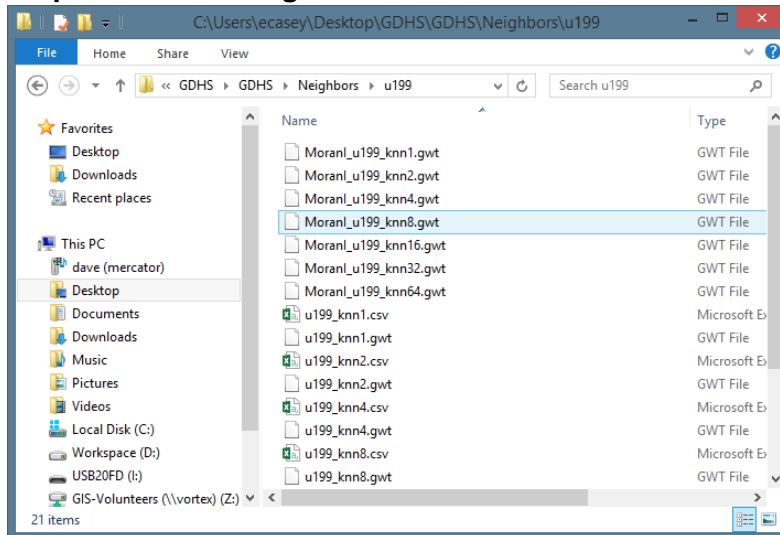 C:\Users\ecasey\Desktop\GDHS\GDHS\Neighbors\u199
File Home Share View
« GDHS ▸ GDHS ▸ Neighbors ▸ u199 Search u199
Favorites
Desktop
Downloads
Recent places
This PC
dave (mercator)
Desktop
Documents
Downloads
Music
Pictures
Videos
Local Disk (C:)
Workspace (D:)
USB20FD (I:)
GIS-Volunteers (\\vortex) (Z:)
Name Type
MoranI_u199_knn1.gwt GWT File
MoranI_u199_knn2.gwt GWT File
MoranI_u199_knn4.gwt GWT File
MoranI_u199_knn8.gwt GWT File
MoranI_u199_knn16.gwt GWT File
MoranI_u199_knn32.gwt GWT File
MoranI_u199_knn64.gwt GWT File
u199_knn1.csv Microsoft Ex
u199_knn1.gwt GWT File
u199_knn2.csv Microsoft Ex
u199_knn2.gwt GWT File
u199_knn4.csv Microsoft Ex
u199_knn4.gwt GWT File
u199_knn8.csv Microsoft Ex
u199_knn8.gwt GWT File
21 items